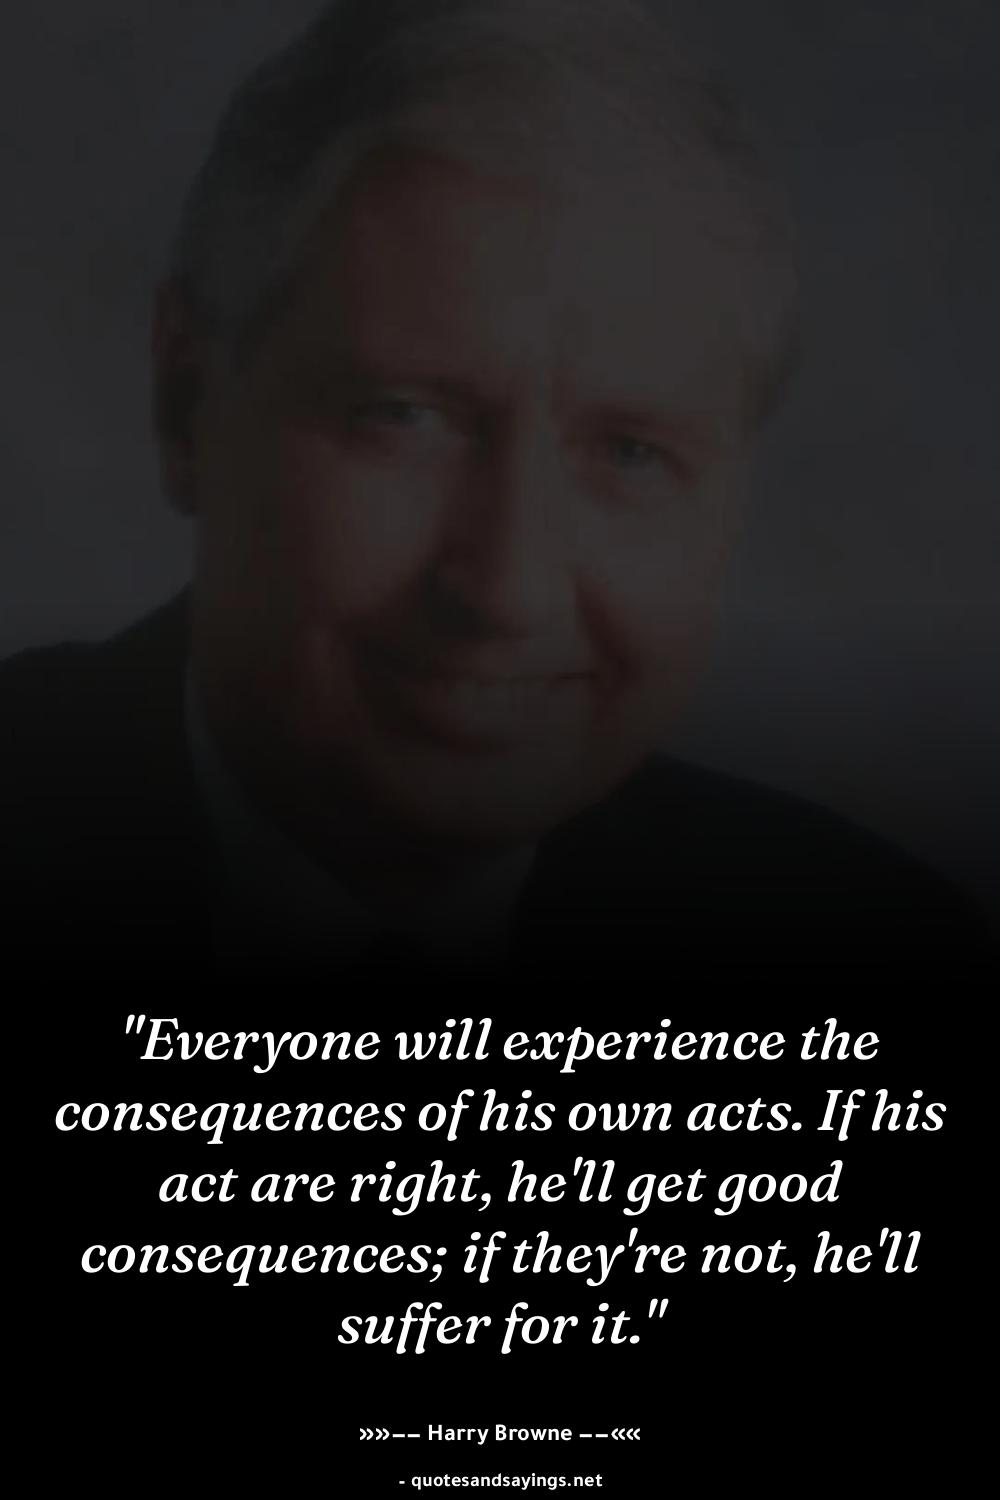 "Everyone will experience the
consequences of his own acts. If his
act are right, he'll get good
consequences; if they're not, he'll
suffer for it."
»»–– Harry Browne ––««
- quotesandsayings.net